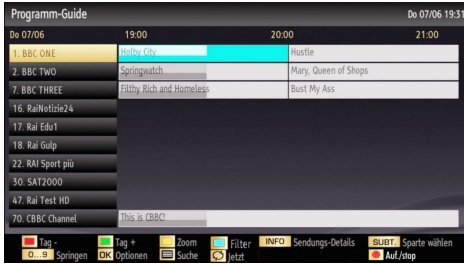 Programm-Guide Do 07/06 19:31
Do 07/06 19:00 20:00 21:00
1. BBC ONE Holby City Hustle
2. BBC TWO Springwatch Mary, Queen of Shops
7. BBC THREE Filthy Rich and Homeless Bust My Ass
16. RaiNotizie24
17. Rai Edu1
18. Rai Gulp
22. RAI Sport più
30. SAT2000
47. Rai Test HD
70. CBBC Channel This is CBBC!
Tag - Tag + Zoom Filter INFO Sendungs-Details SUBT. Sparte wählen
0...9 Springen OK Optionen Suche Jetzt Auf./stop